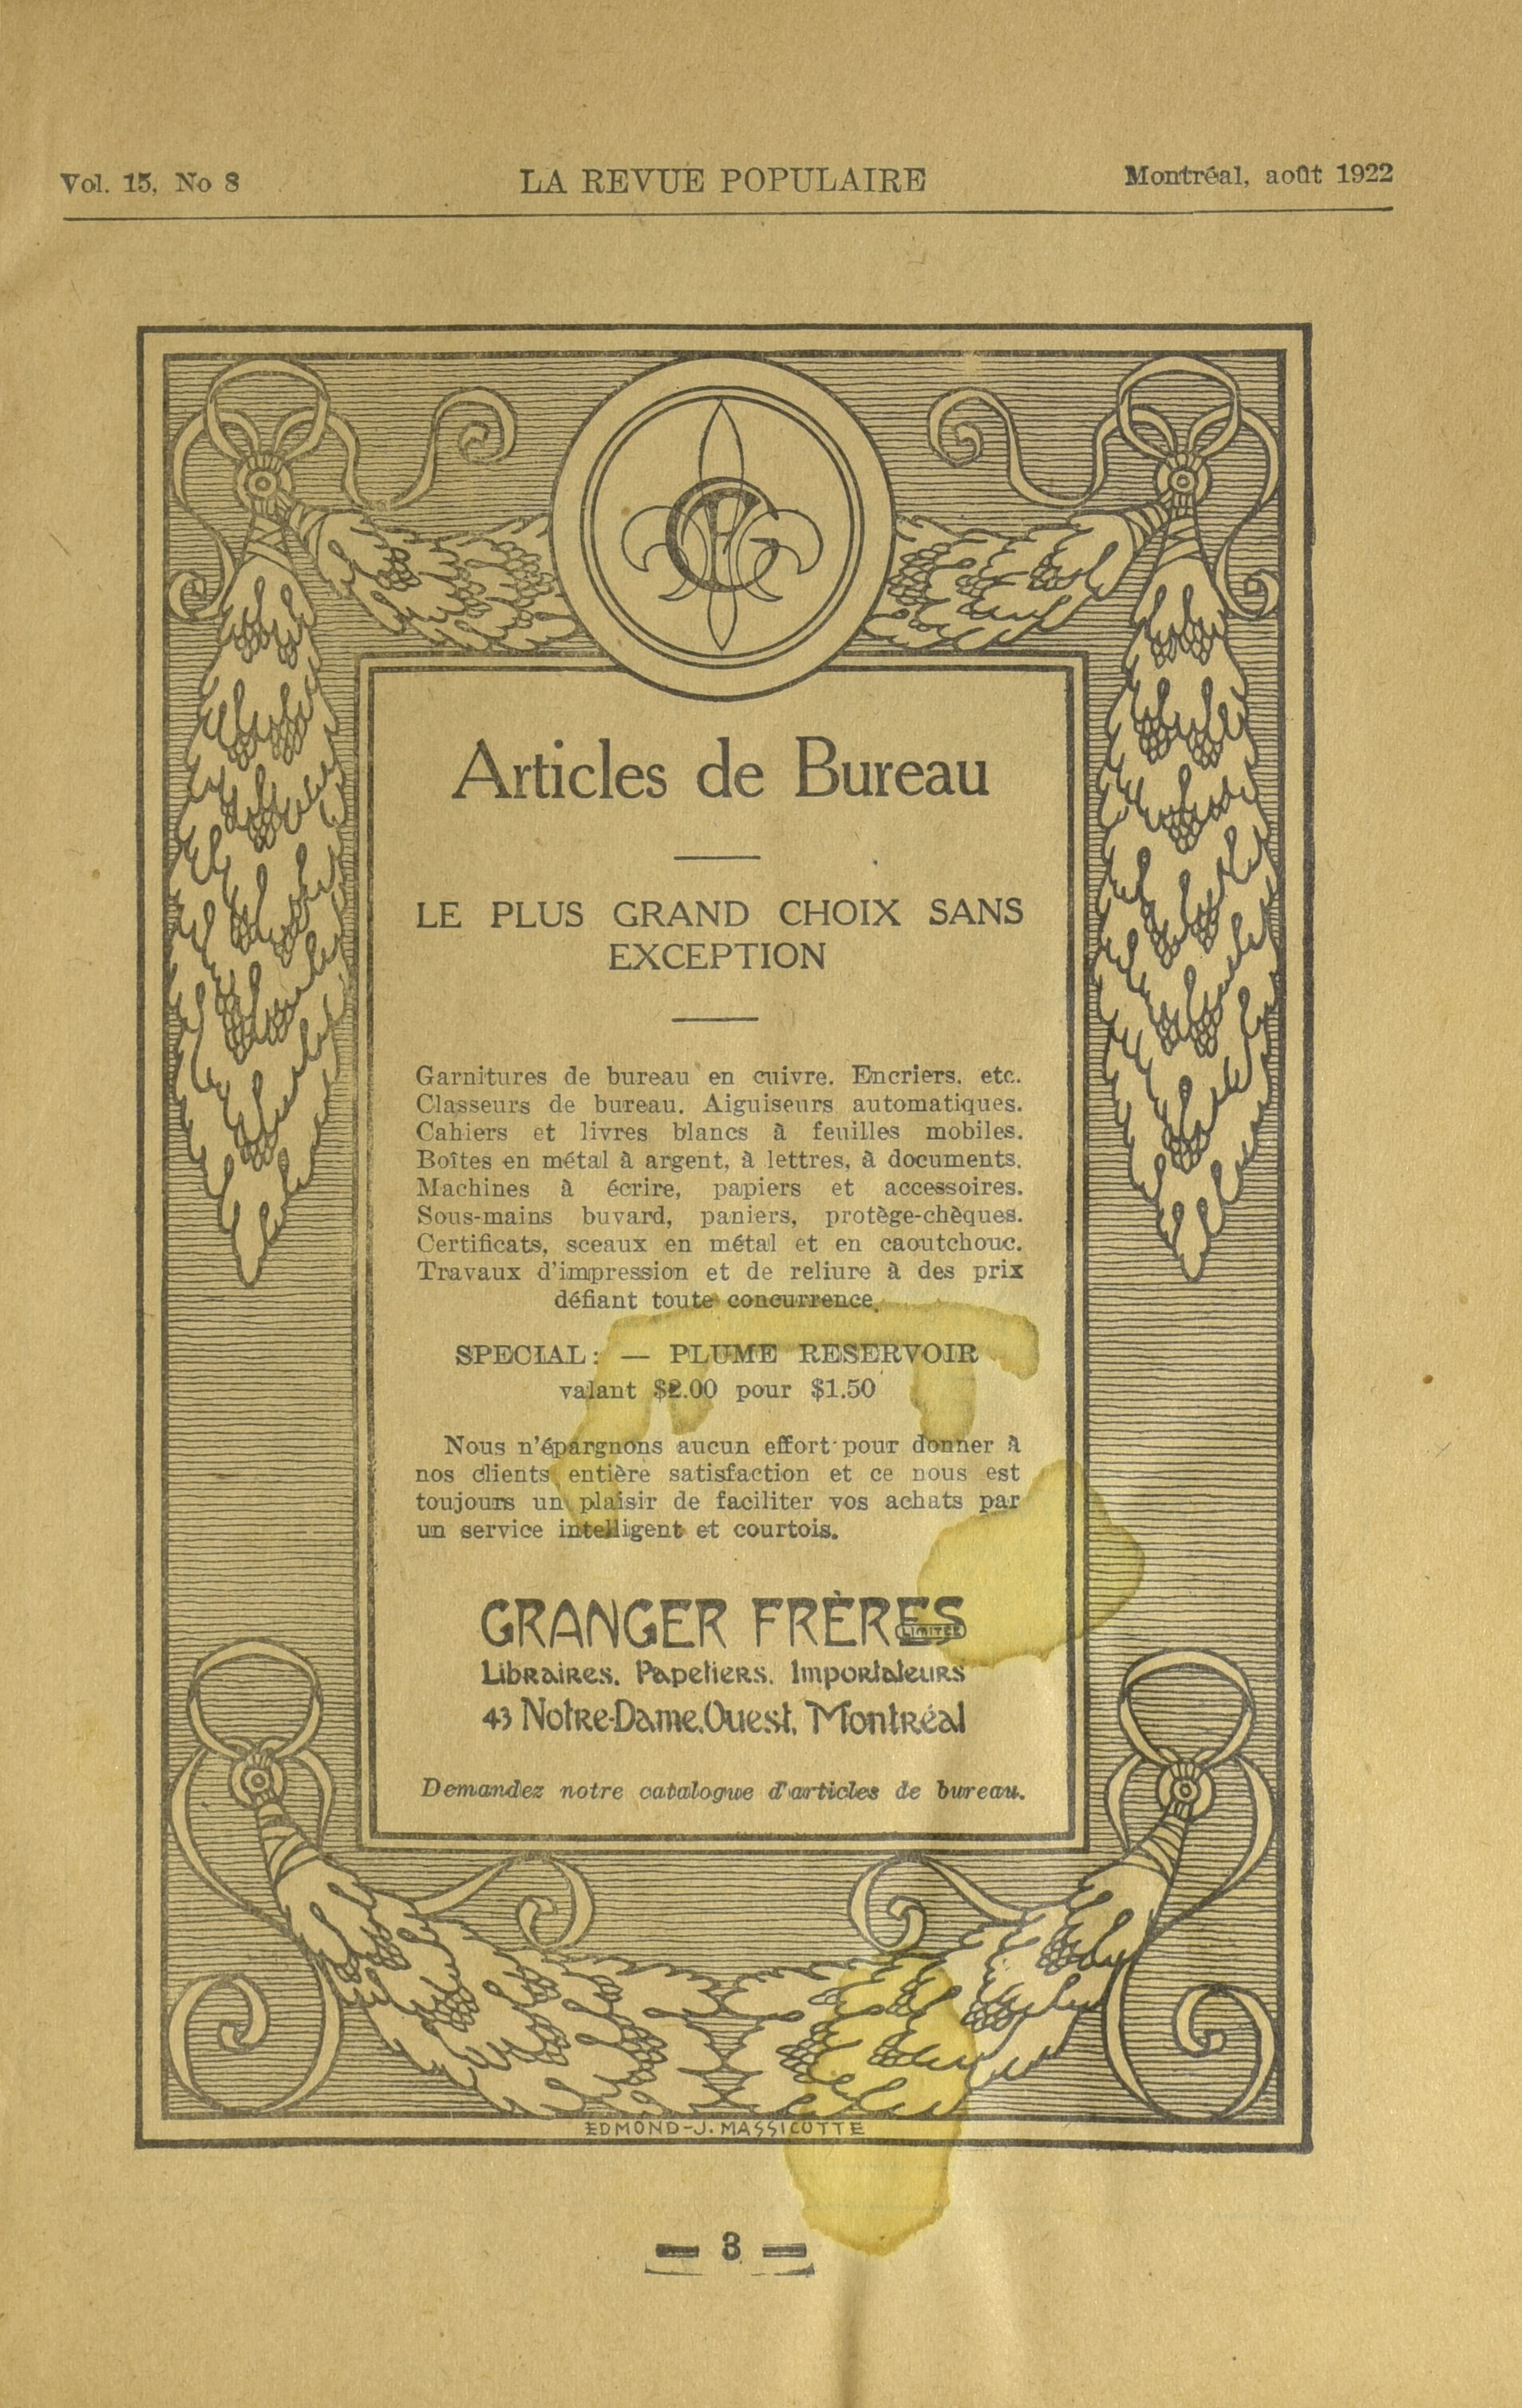 Vol. 15, No 8 LA REVUE POPULAIRE Montréal, août 1922
Articles de Bureau
LE PLUS GRAND CHOIX SANS
EXCEPTION
Garnitures de bureau en cuivre. Encriers. etc.
Classeurs de bureau. Aiguiseurs automatiques.
Cahiers et livres blancs à feuilles mobiles.
Boîtes en métal à argent, à lettres, à documents.
Machines à écrire, papiers et accessoires.
Sous-mains buvard, paniers, protège-chèques.
Certificats, sceaux en métal et en caoutchouc.
Travaux d'impression et de reliure à des prix
défiant toute concurrence.
SPECIAL: — PLUME RESERVOIR
valant $2.00 pour $1.50
Nous n'épargnons aucun effort pour donner à
nos clients entière satisfaction et ce nous est
toujours un plaisir de faciliter vos achats par
un service intelligent et courtois.
GRANGER FRÈRES LIMITÉE
Libraires. Papetiers. Importateurs
43 Notre-Dame.Ouest. Montréal
Demandez notre catalogue d'articles de bureau.
EDMOND-J. MASSICOTTE
— 3 —